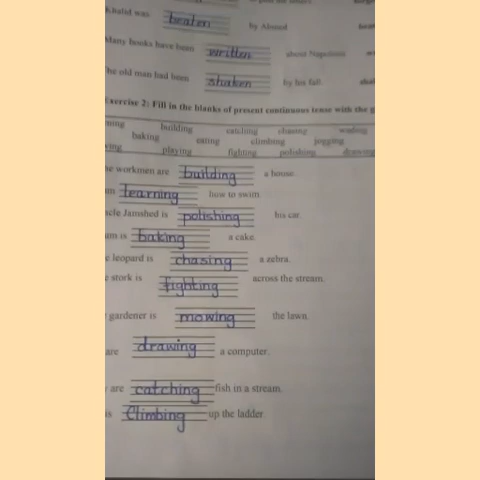 Khalid was beaten by Ahmed
Many books have been written about Napoleon
The old man had been shaken by his fall.
Exercise 2: Fill in the blanks of present continuous tense with the
building catching chasing wading
baking eating climbing jogging
playing fighting polishing drawing
workmen are building a house.
learning how to swim.
Jamshed is polishing his car.
is baking a cake.
leopard is chasing a zebra.
stork is fighting across the stream.
gardener is mowing the lawn.
are drawing a computer.
are catching fish in a stream.
is Climbing up the ladder